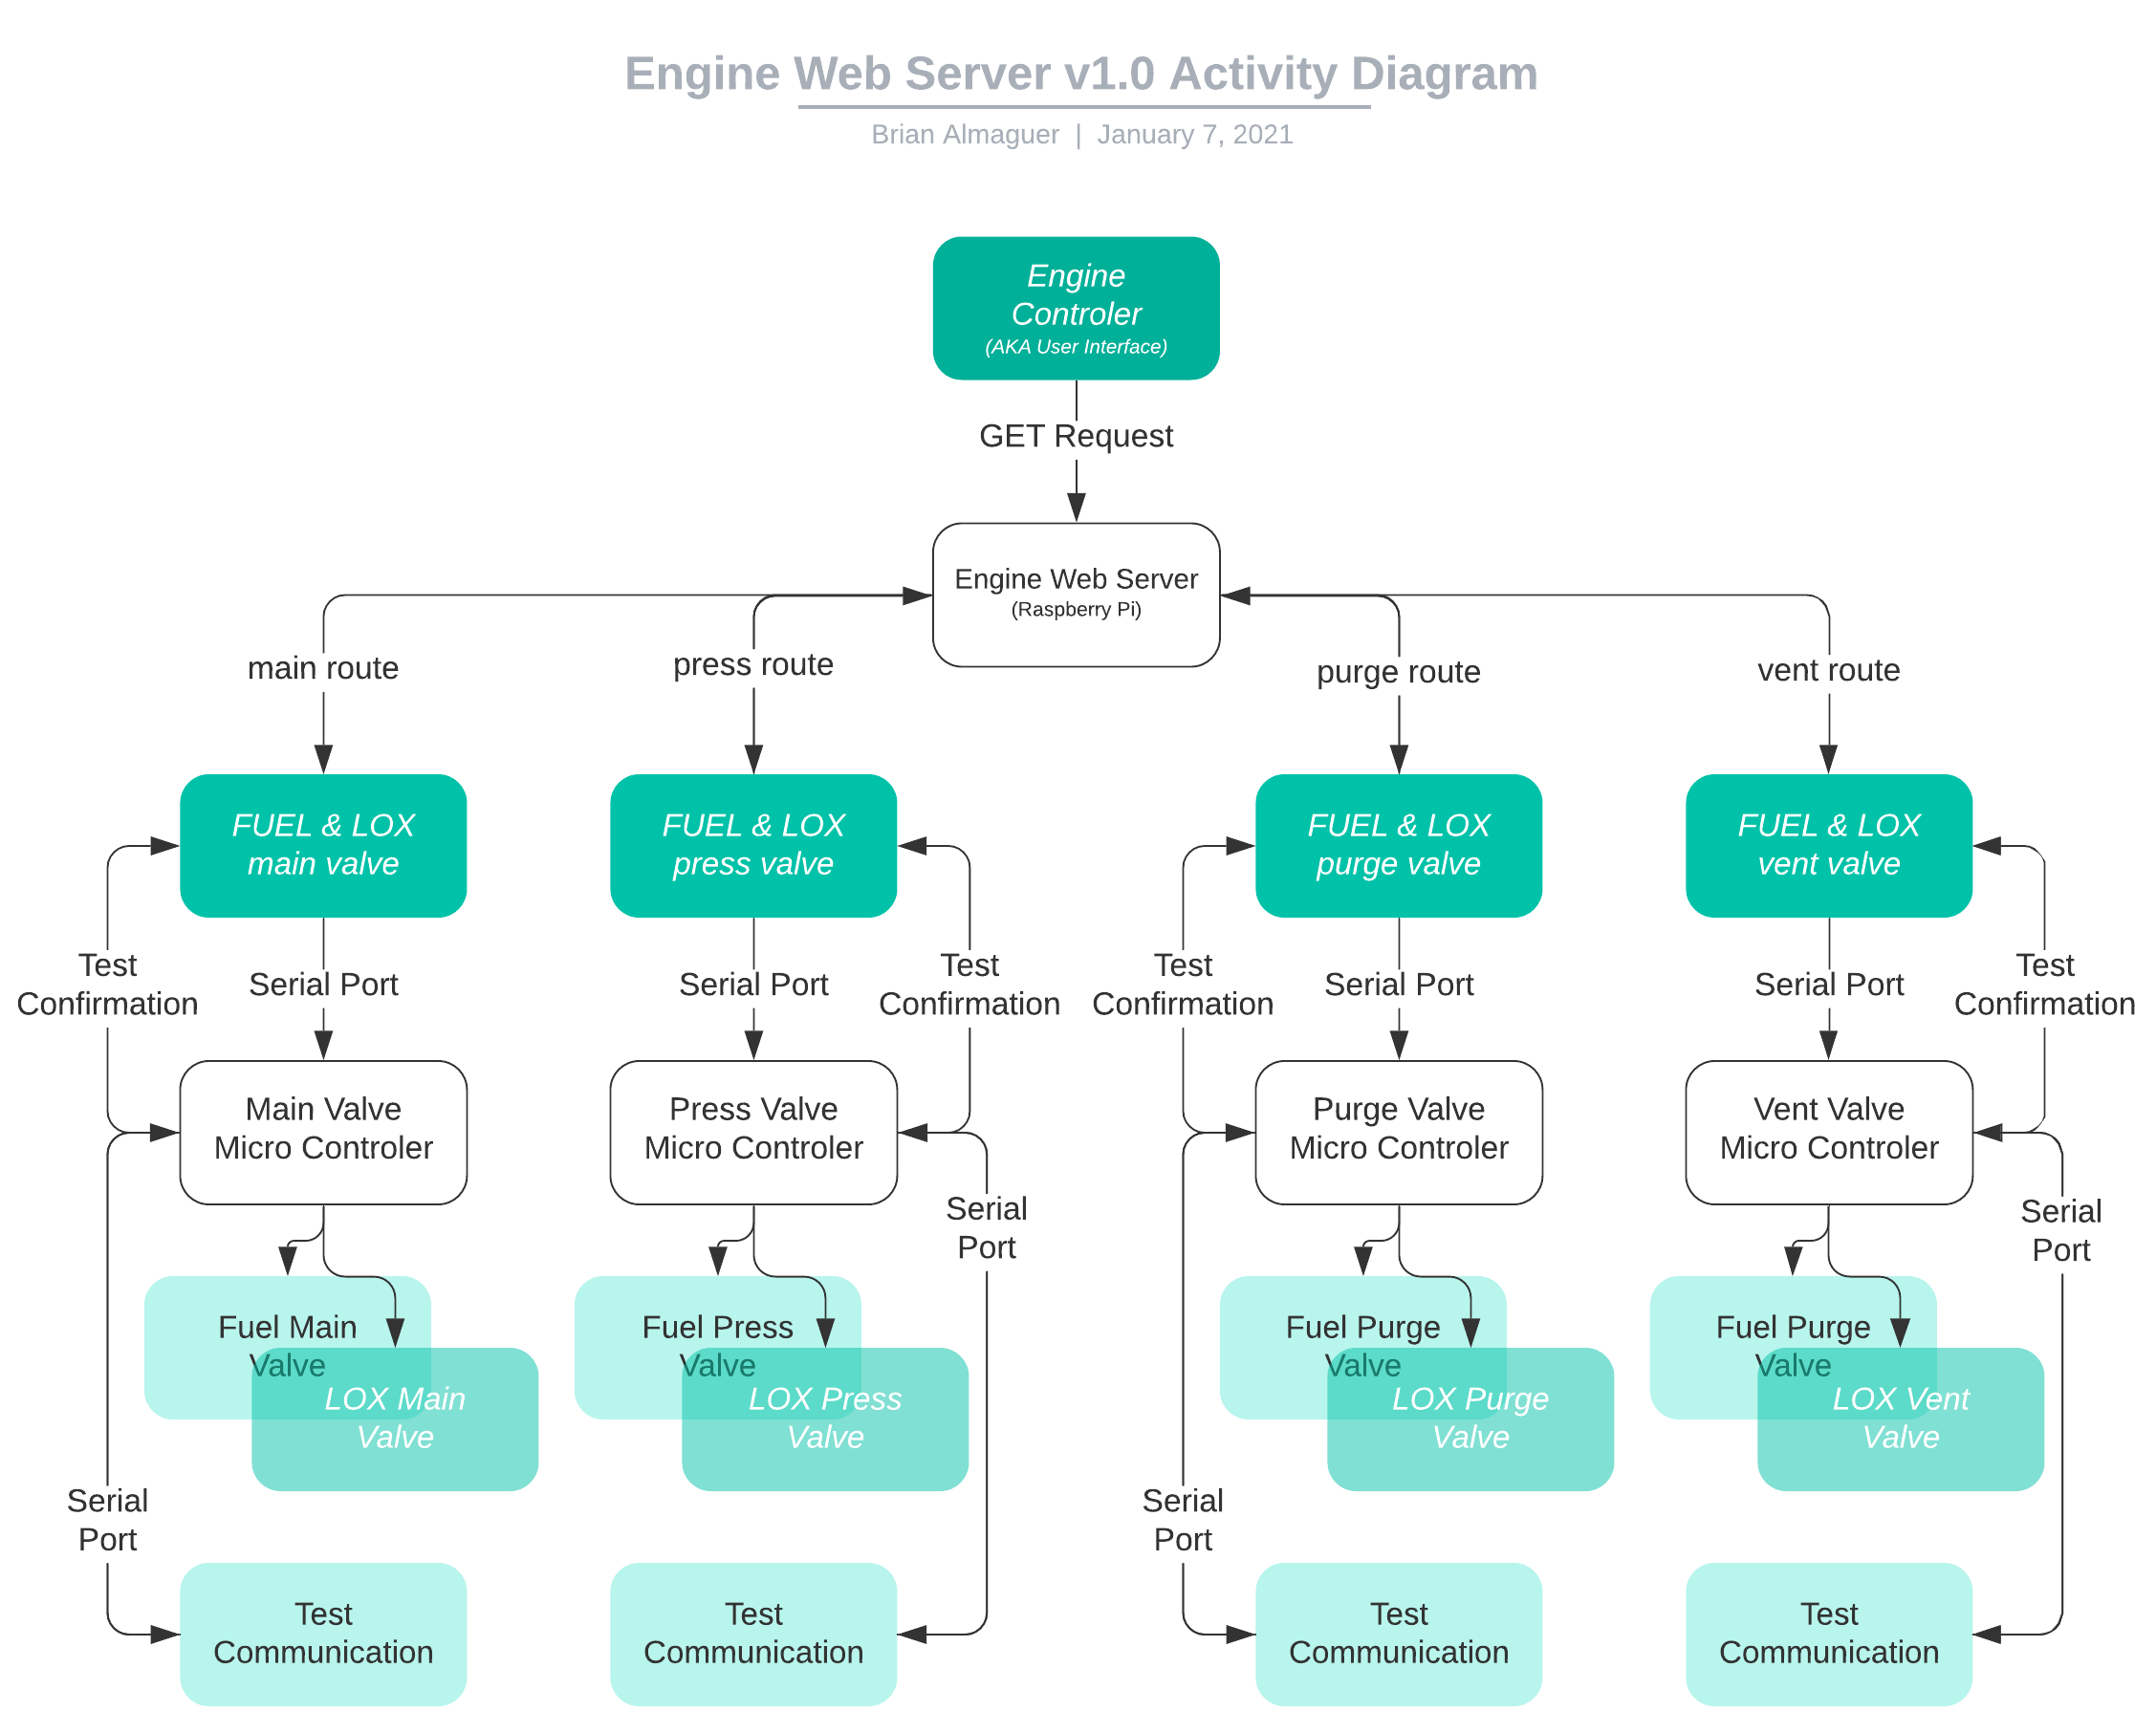 Engine Web Server v1.0 Activity Diagram
Brian Almaguer | January 7, 2021
Engine
Controler
(AKA User Interface)
GET Request
Engine Web Server
(Raspberry Pi)
main route
press route
purge route
vent route
FUEL & LOX
main valve
FUEL & LOX
press valve
FUEL & LOX
purge valve
FUEL & LOX
vent valve
Test
Confirmation
Serial Port
Serial Port
Test
Confirmation
Test
Confirmation
Serial Port
Serial Port
Test
Confirmation
Main Valve
Micro Controler
Press Valve
Micro Controler
Purge Valve
Micro Controler
Vent Valve
Micro Controler
Serial
Port
Serial
Port
Fuel Main
Valve
LOX Main
Valve
Fuel Press
Valve
LOX Press
Valve
Fuel Purge
Valve
LOX Purge
Valve
Fuel Purge
Valve
LOX Vent
Valve
Serial
Port
Serial
Port
Test
Communication
Test
Communication
Test
Communication
Test
Communication